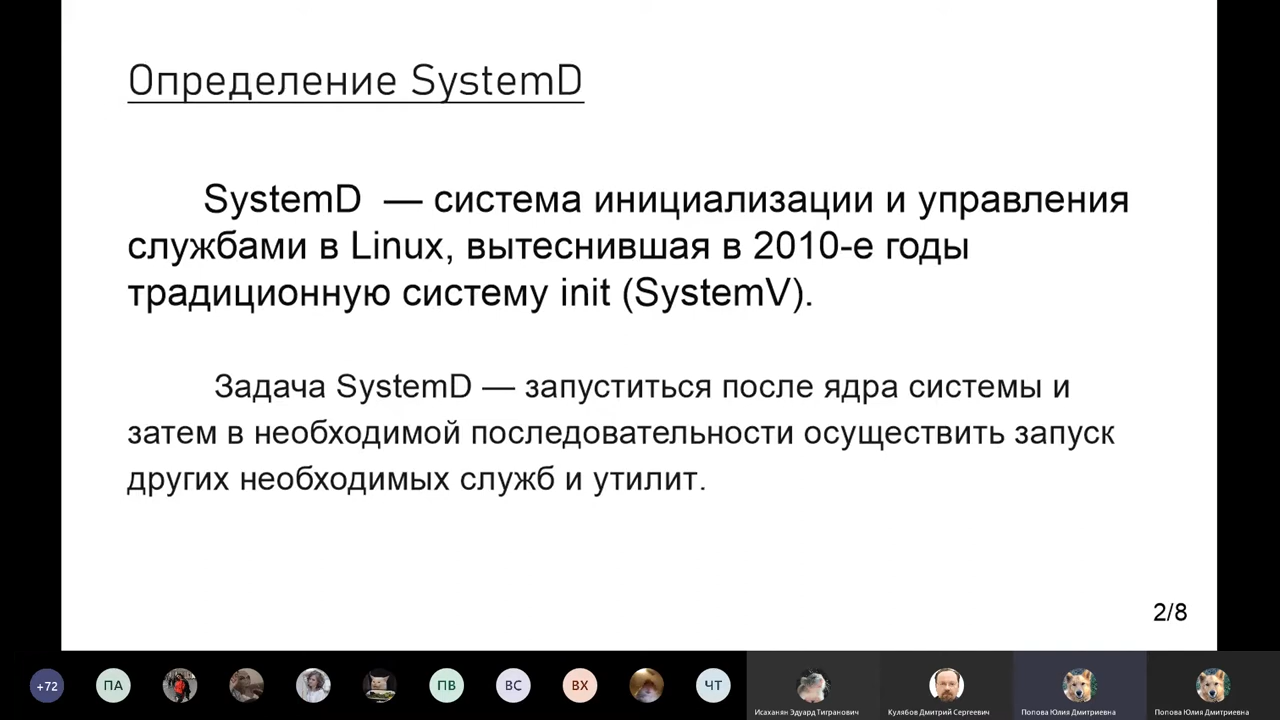 Определение SystemD
SystemD — система инициализации и управления
службами в Linux, вытеснившая в 2010-е годы
традиционную систему init (SystemV).
Задача SystemD — запуститься после ядра системы и
затем в необходимой последовательности осуществить запуск
других необходимых служб и утилит.
2/8
+72
ПА
ПВ
ВС
ВХ
ЧТ
Исаханян Эдуард Тигранович
Кулябов Дмитрий Сергеевич
Попова Юлия Дмитриевна
Попова Юлия Дмитриевна